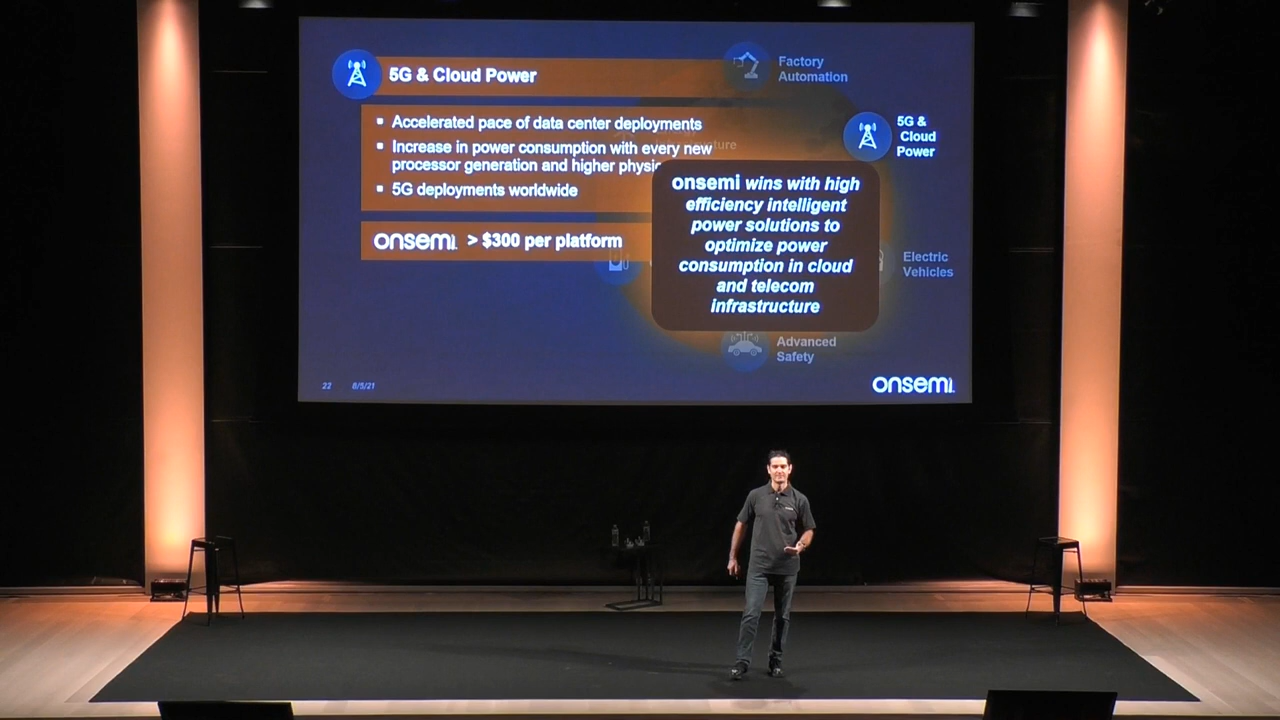 5G & Cloud Power
▪ Accelerated pace of data center deployments
▪ Increase in power consumption with every new
processor generation and higher
▪ 5G deployments worldwide
onsemi > $300 per platform
Factory
Automation
5G &
Cloud
Power
onsemi wins with high
efficiency intelligent
power solutions to
optimize power
consumption in cloud
and telecom
infrastructure
Electric
Vehicles
Advanced
Safety
22
8/5/21
onsemi